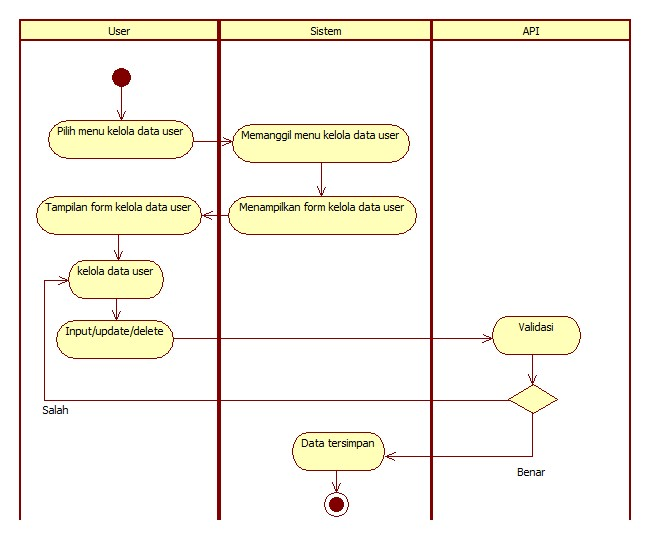 User
Sistem
API
Pilih menu kelola data user
Memanggil menu kelola data user
Tampilan form kelola data user
Menampilkan form kelola data user
kelola data user
Input/update/delete
Validasi
Salah
Data tersimpan
Benar